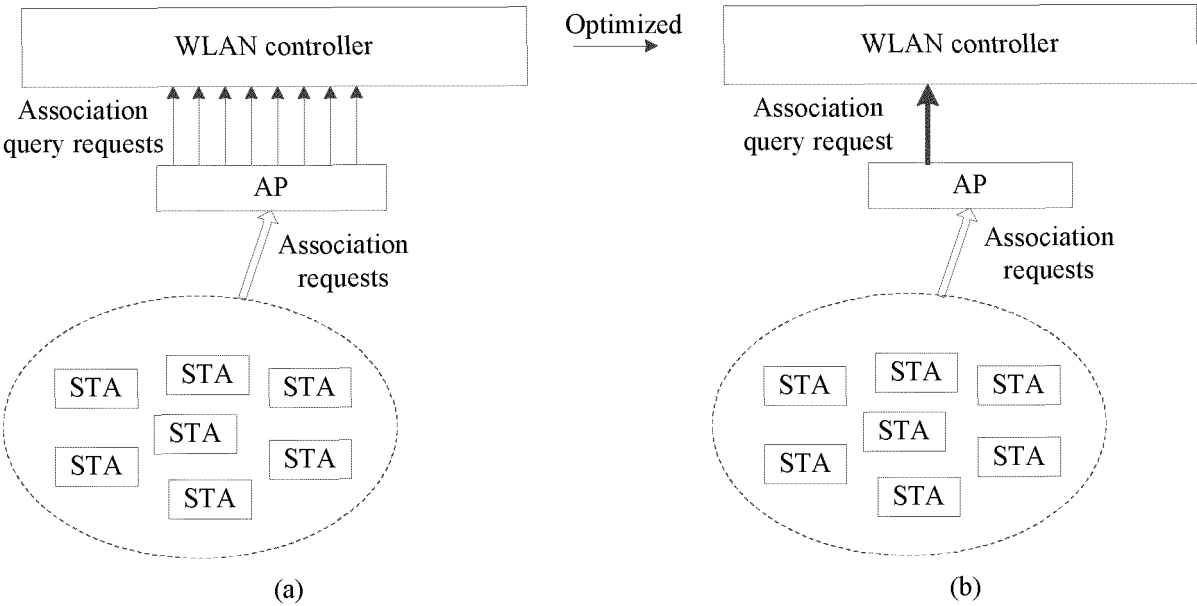 WLAN controller
Association
query requests
AP
Association
requests
STA
STA
STA
STA
STA
STA
STA
(a)
Optimized
WLAN controller
Association
query request
AP
Association
requests
STA
STA
STA
STA
STA
STA
STA
(b)